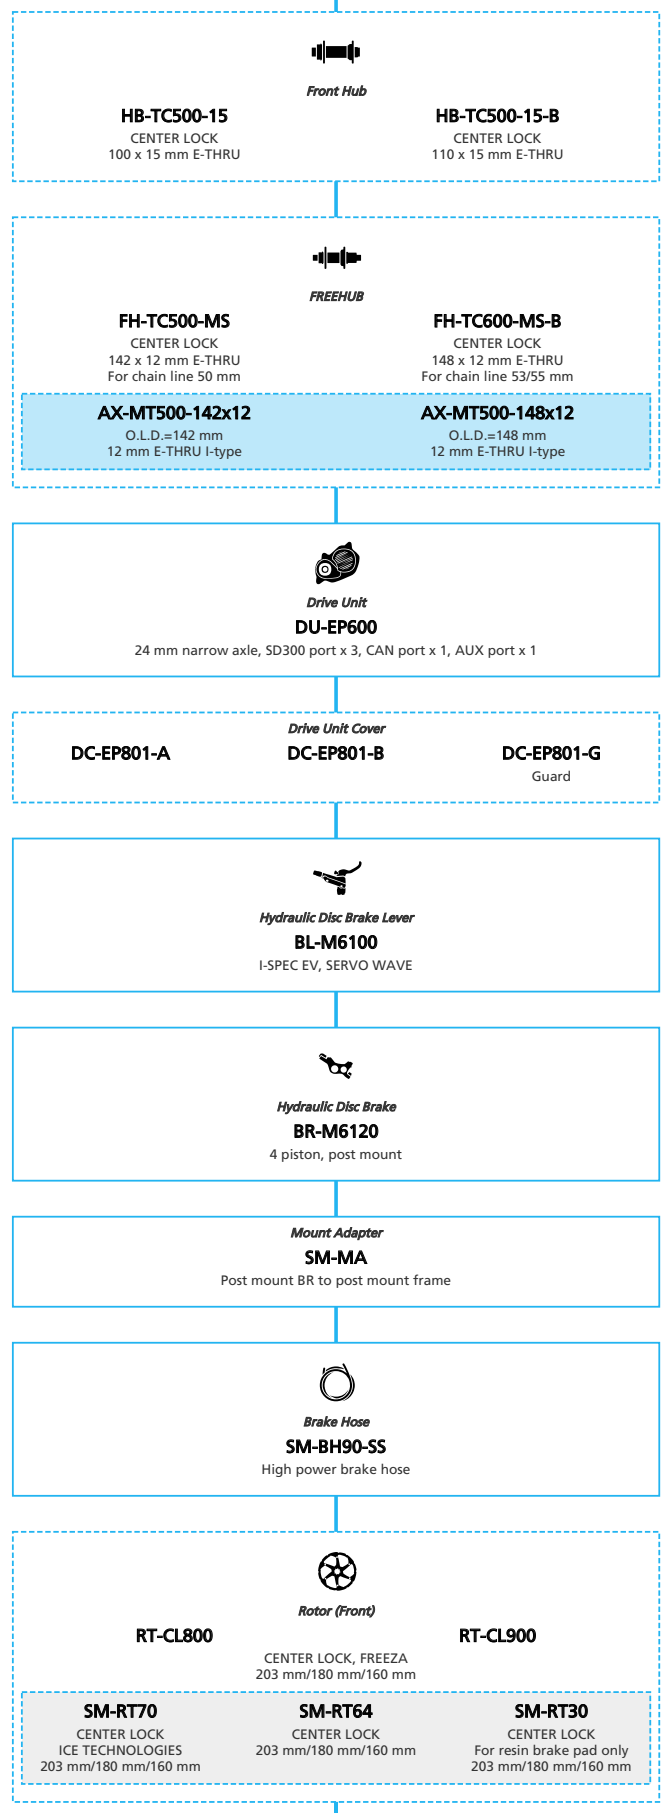 Front Hub
HB-TC500-15
CENTER LOCK
100 x 15 mm E-THRU
HB-TC500-15-B
CENTER LOCK
110 x 15 mm E-THRU
FREEHUB
FH-TC500-MS
CENTER LOCK
142 x 12 mm E-THRU
For chain line 50 mm
FH-TC600-MS-B
CENTER LOCK
148 x 12 mm E-THRU
For chain line 53/55 mm
AX-MT500-142x12
O.L.D.=142 mm
12 mm E-THRU I-type
AX-MT500-148x12
O.L.D.=148 mm
12 mm E-THRU I-type
Drive Unit
DU-EP600
24 mm narrow axle, SD300 port x 3, CAN port x 1, AUX port x 1
Drive Unit Cover
DC-EP801-A
DC-EP801-B
DC-EP801-G
Guard
Hydraulic Disc Brake Lever
BL-M6100
I-SPEC EV, SERVO WAVE
Hydraulic Disc Brake
BR-M6120
4 piston, post mount
Mount Adapter
SM-MA
Post mount BR to post mount frame
Brake Hose
SM-BH90-SS
High power brake hose
Rotor (Front)
RT-CL800
RT-CL900
CENTER LOCK, FREEZA
203 mm/180 mm/160 mm
SM-RT70
CENTER LOCK
ICE TECHNOLOGIES
203 mm/180 mm/160 mm
SM-RT64
CENTER LOCK
203 mm/180 mm/160 mm
SM-RT30
CENTER LOCK
For resin brake pad only
203 mm/180 mm/160 mm